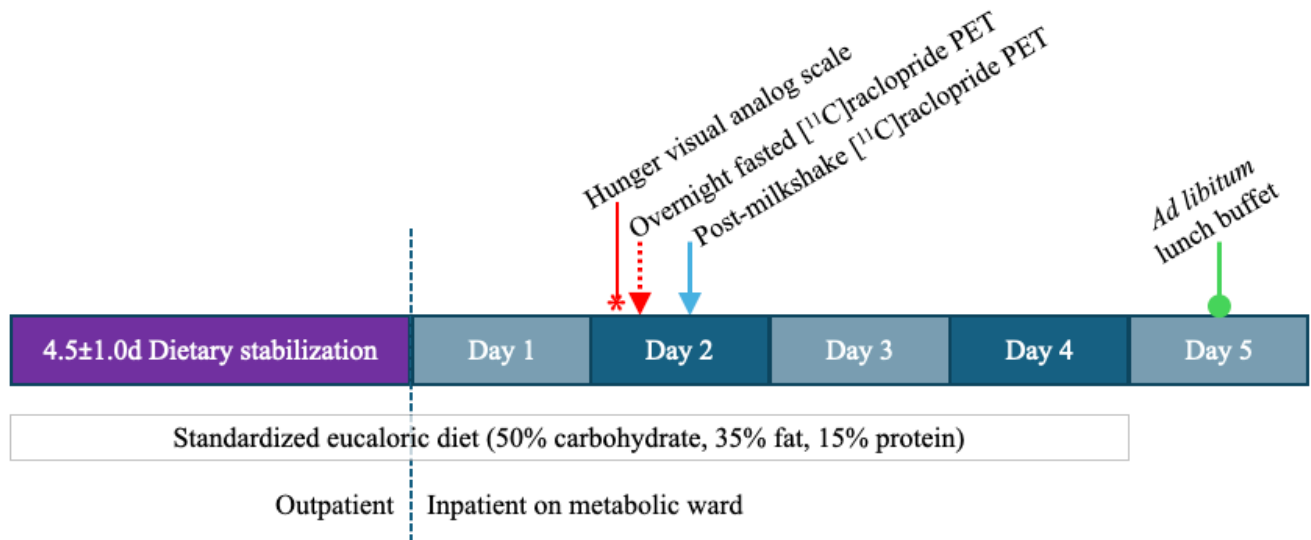 Hunger visual analog scale
Overnight fasted [¹¹C]raclopride PET
Post-milkshake [¹¹C]raclopride PET
Ad libitum
lunch buffet
*
4.5±1.0d Dietary stabilization
Day 1
Day 2
Day 3
Day 4
Day 5
Standardized eucaloric diet (50% carbohydrate, 35% fat, 15% protein)
Outpatient
Inpatient on metabolic ward